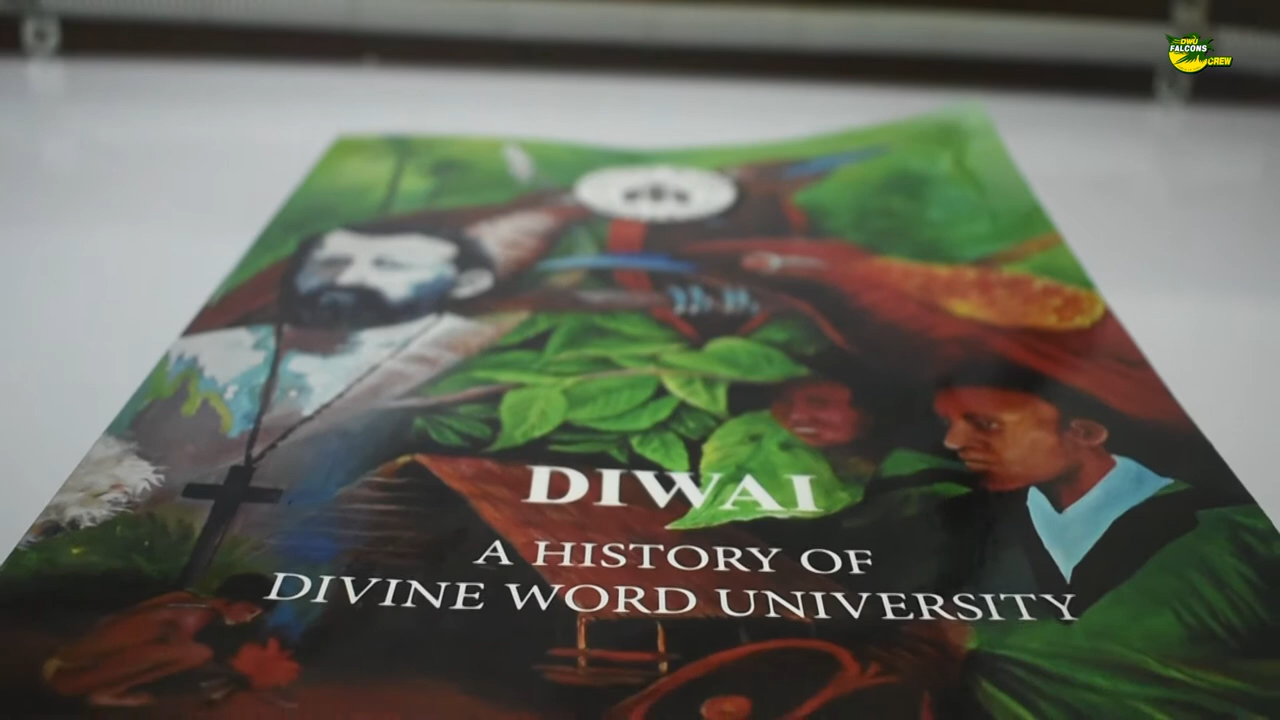 DWU
FALCONS
CREW
DIWAI
A HISTORY OF
DIVINE WORD UNIVERSITY